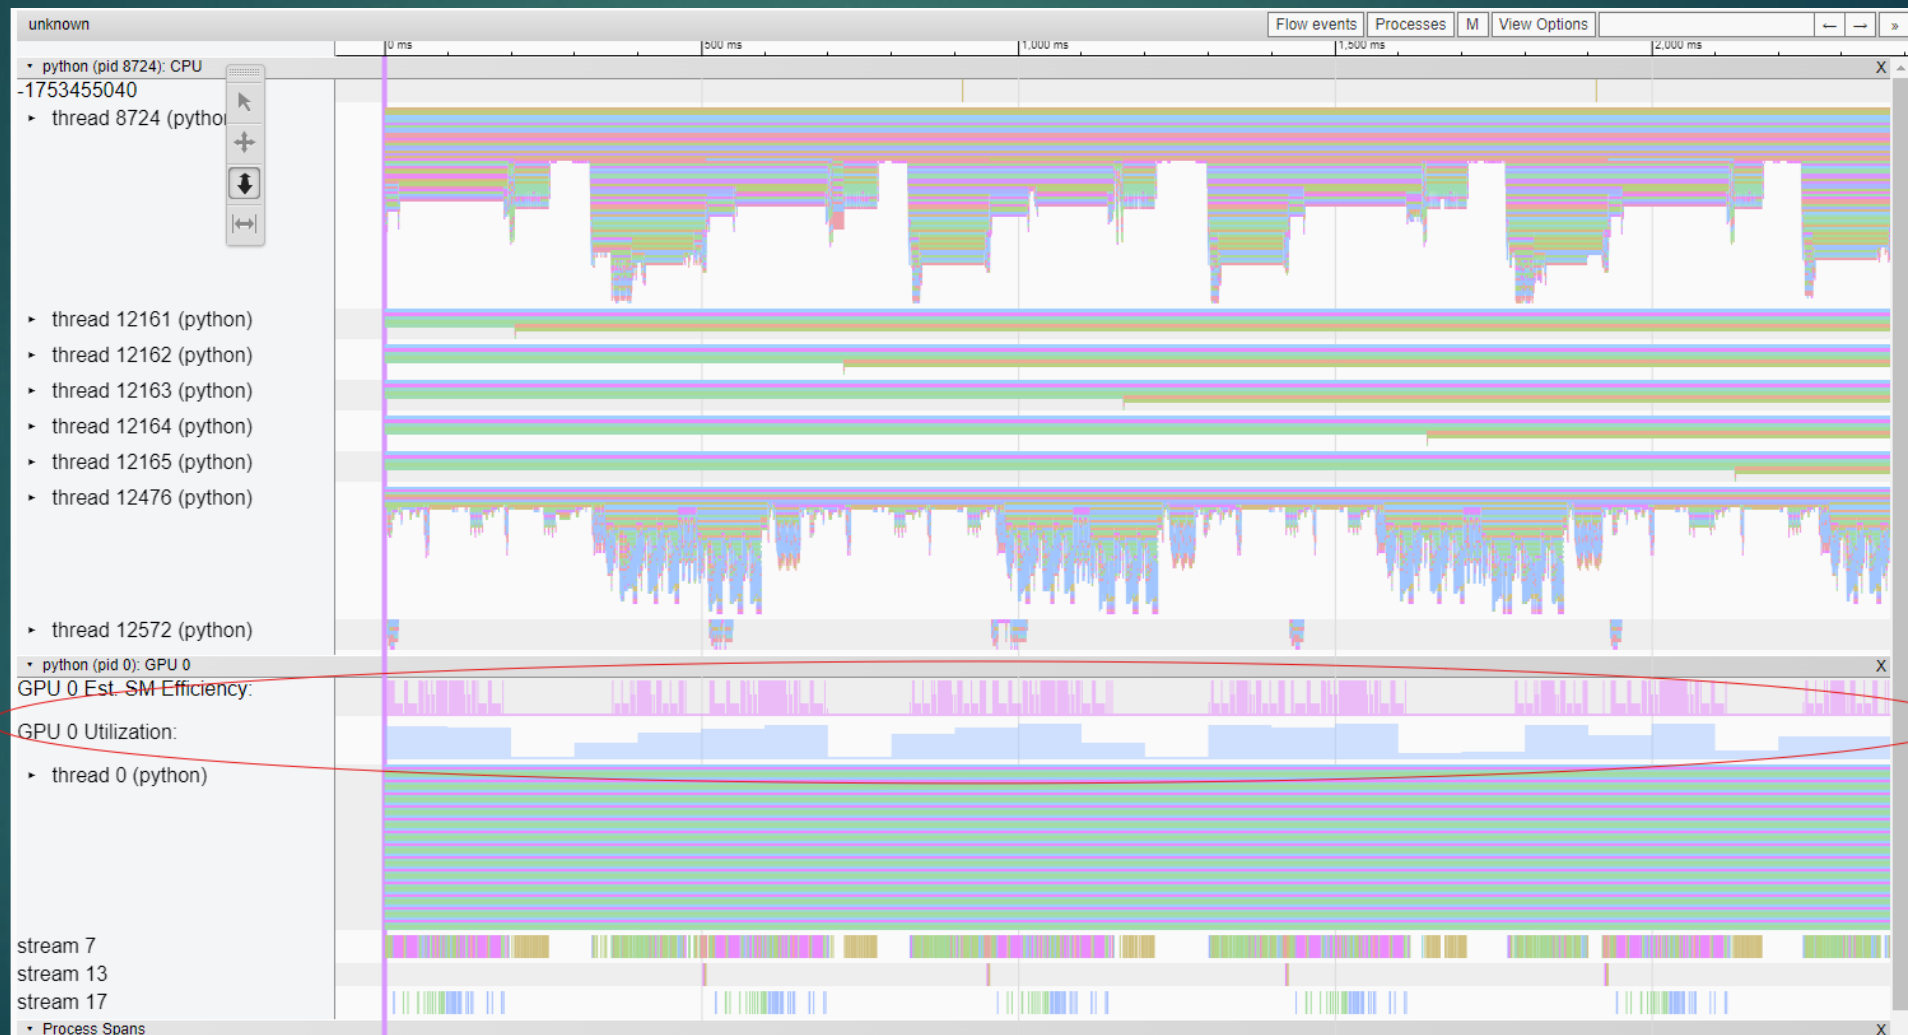 unknown
Flow events Processes M View Options ← → »
0 ms 500 ms 1,000 ms 1,500 ms 2,000 ms
python (pid 8724): CPU X
-1753455040
thread 8724 (python
thread 12161 (python)
thread 12162 (python)
thread 12163 (python)
thread 12164 (python)
thread 12165 (python)
thread 12476 (python)
thread 12572 (python)
python (pid 0): GPU 0 X
GPU 0 Est. SM Efficiency:
GPU 0 Utilization:
thread 0 (python)
stream 7
stream 13
stream 17
Process Spans X